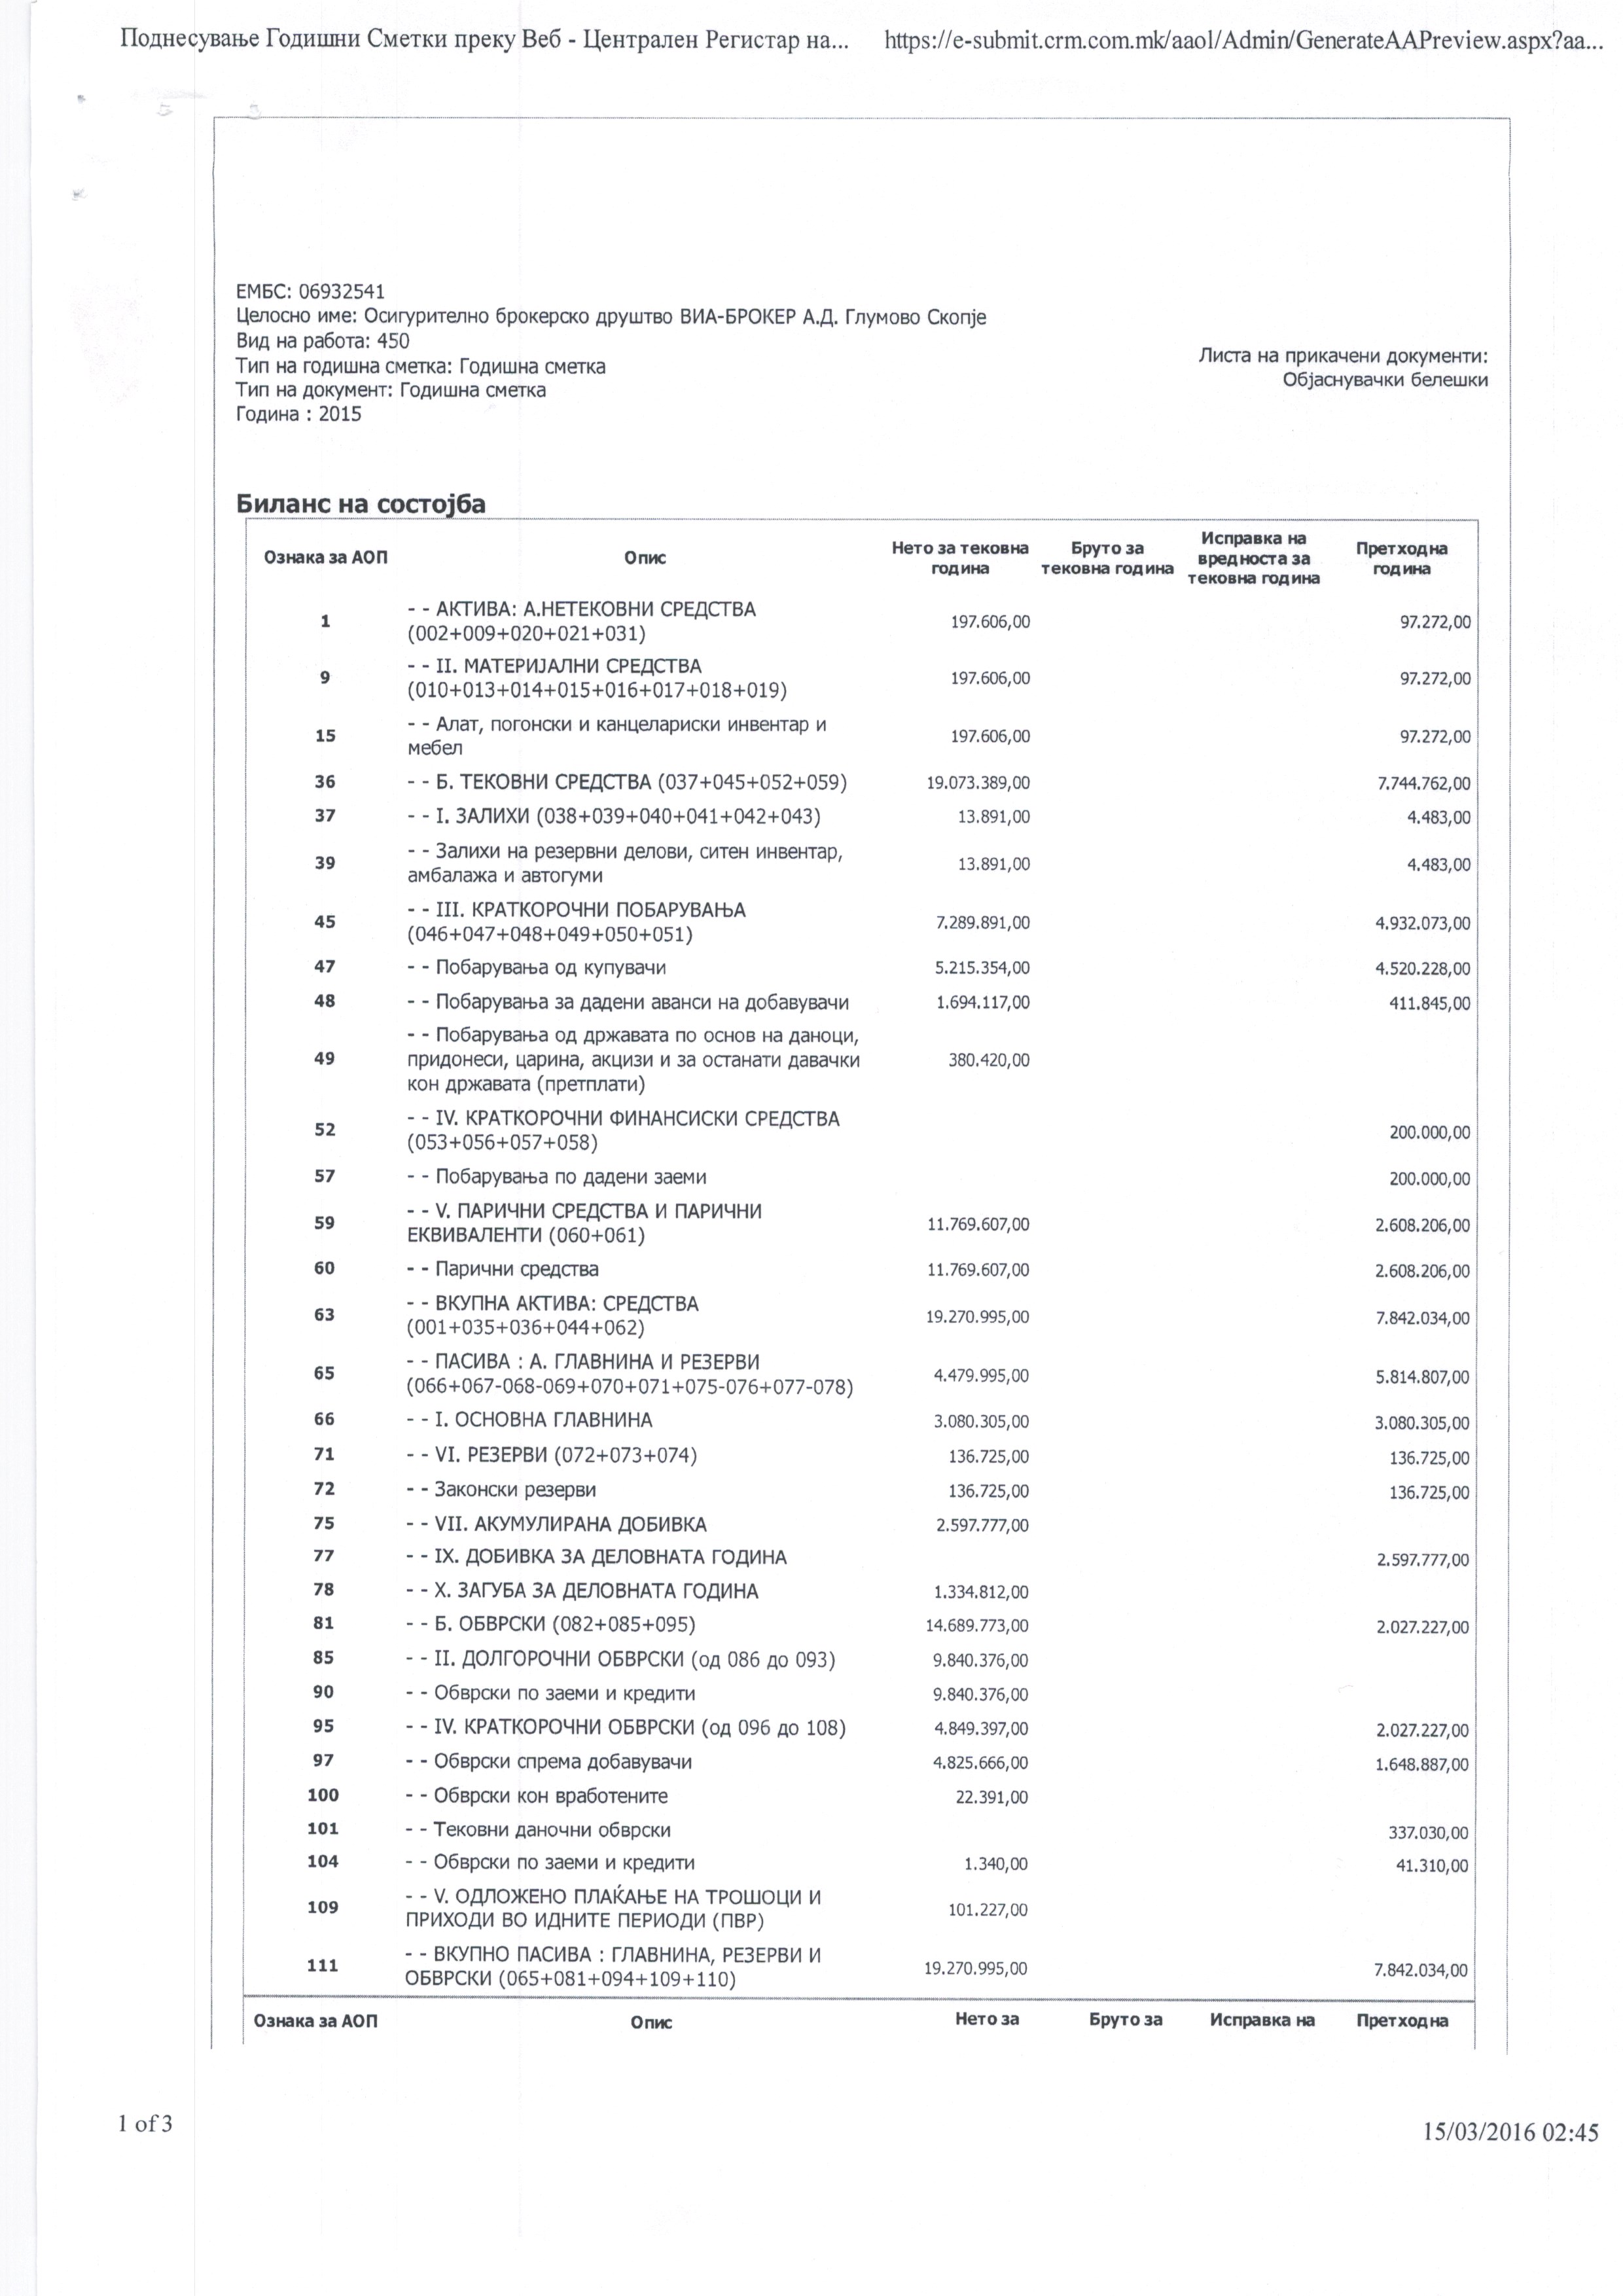 Поднесување Годишни Сметки преку Веб - Централен Регистар на... https://e-submit.crm.com.mk/aaol/Admin/GenerateAAPreview.aspx?aa...
ЕМБС: 06932541
Целосно име: Осигурително брокерско друштво ВИА-БРОКЕР А.Д. Глумово Скопје
Вид на работа: 450
Тип на годишна сметка: Годишна сметка
Тип на документ: Годишна сметка
Година : 2015
Листа на прикачени документи:
Објаснувачки белешки
Биланс на состојба
Ознака за АОП Опис Нето за тековна година Бруто за тековна година Исправка на вредноста за тековна година Претходна година
1 - - АКТИВА: А.НЕТЕКОВНИ СРЕДСТВА
(002+009+020+021+031) 197.606,00 97.272,00
9 - - II. МАТЕРИЈАЛНИ СРЕДСТВА
(010+013+014+015+016+017+018+019) 197.606,00 97.272,00
15 - - Алат, погонски и канцелариски инвентар и
мебел 197.606,00 97.272,00
36 - - Б. ТЕКОВНИ СРЕДСТВА (037+045+052+059) 19.073.389,00 7.744.762,00
37 - - I. ЗАЛИХИ (038+039+040+041+042+043) 13.891,00 4.483,00
39 - - Залихи на резервни делови, ситен инвентар,
амбалажа и автогуми 13.891,00 4.483,00
45 - - III. КРАТКОРОЧНИ ПОБАРУВАЊА
(046+047+048+049+050+051) 7.289.891,00 4.932.073,00
47 - - Побарувања од купувачи 5.215.354,00 4.520.228,00
48 - - Побарувања за дадени аванси на добавувачи 1.694.117,00 411.845,00
49 - - Побарувања од државата по основ на даноци,
придонеси, царина, акцизи и за останати давачки
кон државата (претплати) 380.420,00
52 - - IV. КРАТКОРОЧНИ ФИНАНСИСКИ СРЕДСТВА
(053+056+057+058) 200.000,00
57 - - Побарувања по дадени заеми 200.000,00
59 - - V. ПАРИЧНИ СРЕДСТВА И ПАРИЧНИ
ЕКВИВАЛЕНТИ (060+061) 11.769.607,00 2.608.206,00
60 - - Парични средства 11.769.607,00 2.608.206,00
63 - - ВКУПНА АКТИВА: СРЕДСТВА
(001+035+036+044+062) 19.270.995,00 7.842.034,00
65 - - ПАСИВА : А. ГЛАВНИНА И РЕЗЕРВИ
(066+067-068-069+070+071+075-076+077-078) 4.479.995,00 5.814.807,00
66 - - I. ОСНОВНА ГЛАВНИНА 3.080.305,00 3.080.305,00
71 - - VI. РЕЗЕРВИ (072+073+074) 136.725,00 136.725,00
72 - - Законски резерви 136.725,00 136.725,00
75 - - VII. АКУМУЛИРАНА ДОБИВКА 2.597.777,00
77 - - IX. ДОБИВКА ЗА ДЕЛОВНАТА ГОДИНА 2.597.777,00
78 - - X. ЗАГУБА ЗА ДЕЛОВНАТА ГОДИНА 1.334.812,00
81 - - Б. ОБВРСКИ (082+085+095) 14.689.773,00 2.027.227,00
85 - - II. ДОЛГОРОЧНИ ОБВРСКИ (од 086 до 093) 9.840.376,00
90 - - Обврски по заеми и кредити 9.840.376,00
95 - - IV. КРАТКОРОЧНИ ОБВРСКИ (од 096 до 108) 4.849.397,00 2.027.227,00
97 - - Обврски спрема добавувачи 4.825.666,00 1.648.887,00
100 - - Обврски кон вработените 22.391,00
101 - - Тековни даночни обврски 337.030,00
104 - - Обврски по заеми и кредити 1.340,00 41.310,00
109 - - V. ОДЛОЖЕНО ПЛАЌАЊЕ НА ТРОШОЦИ И
ПРИХОДИ ВО ИДНИТЕ ПЕРИОДИ (ПВР) 101.227,00
111 - - ВКУПНО ПАСИВА : ГЛАВНИНА, РЕЗЕРВИ И
ОБВРСКИ (065+081+094+109+110) 19.270.995,00 7.842.034,00
Ознака за АОП Опис Нето за Бруто за Исправка на Претходна
1 of 3 15/03/2016 02:45